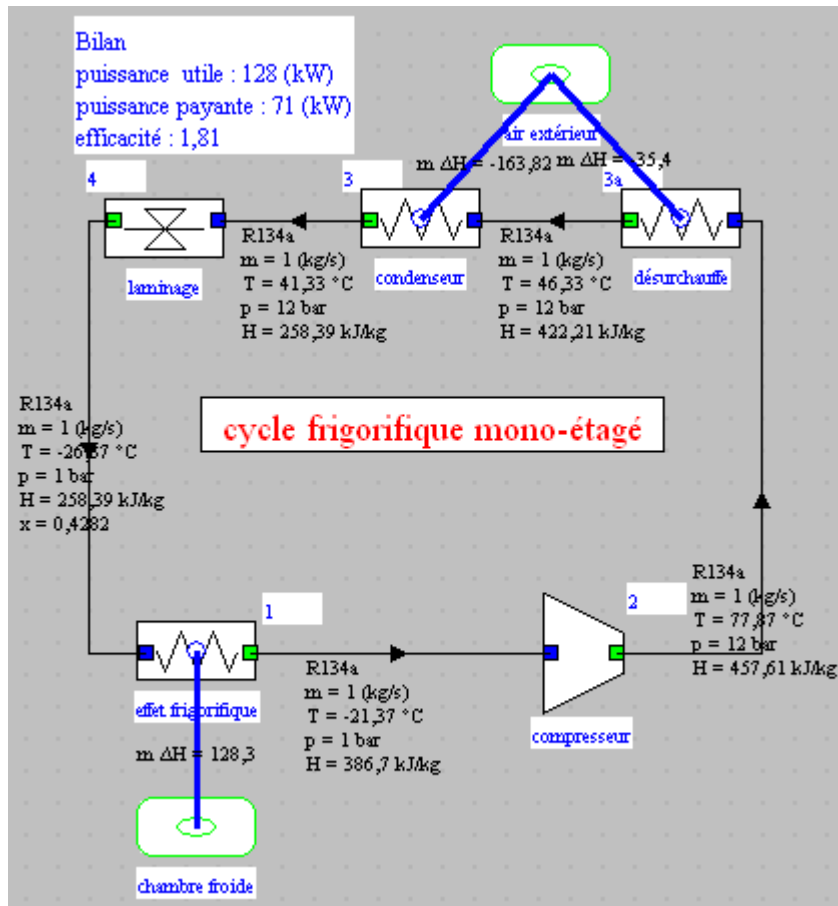 Bilan
puissance utile : 128 (kW)
puissance payante : 71 (kW)
efficacité : 1,81
air extérieur
m ΔH = -163,82
m ΔH = -35,4
4
3
3a
laminage
condenseur
désurchauffe
R134a
m = 1 (kg/s)
T = 41,33 °C
p = 12 bar
H = 258,39 kJ/kg
R134a
m = 1 (kg/s)
T = 46,33 °C
p = 12 bar
H = 422,21 kJ/kg
cycle frigorifique mono-étagé
R134a
m = 1 (kg/s)
T = -26,37 °C
p = 1 bar
H = 258,39 kJ/kg
x = 0,4282
1
effet frigorifique
R134a
m = 1 (kg/s)
T = -21,37 °C
p = 1 bar
H = 386,7 kJ/kg
2
compresseur
R134a
m = 1 (kg/s)
T = 77,87 °C
p = 12 bar
H = 457,61 kJ/kg
m ΔH = 128,3
chambre froide